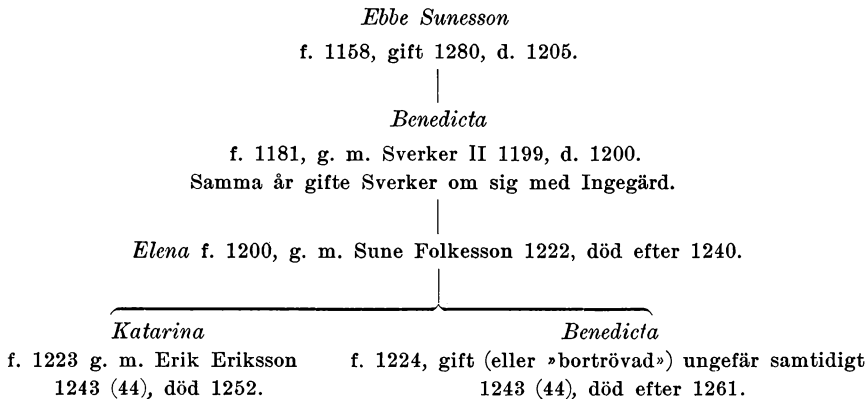 Ebbe Sunesson
f. 1158, gift 1280, d. 1205.
Benedicta
f. 1181, g. m. Sverker II 1199, d. 1200.
Samma år gifte Sverker om sig med Ingegärd.
Elena f. 1200, g. m. Sune Folkesson 1222, död efter 1240.
Katarina
Benedicta
f. 1223 g. m. Erik Eriksson
f. 1224, gift (eller »bortrövad») ungefär samtidigt
1243 (44), död 1252.
1243 (44), död efter 1261.